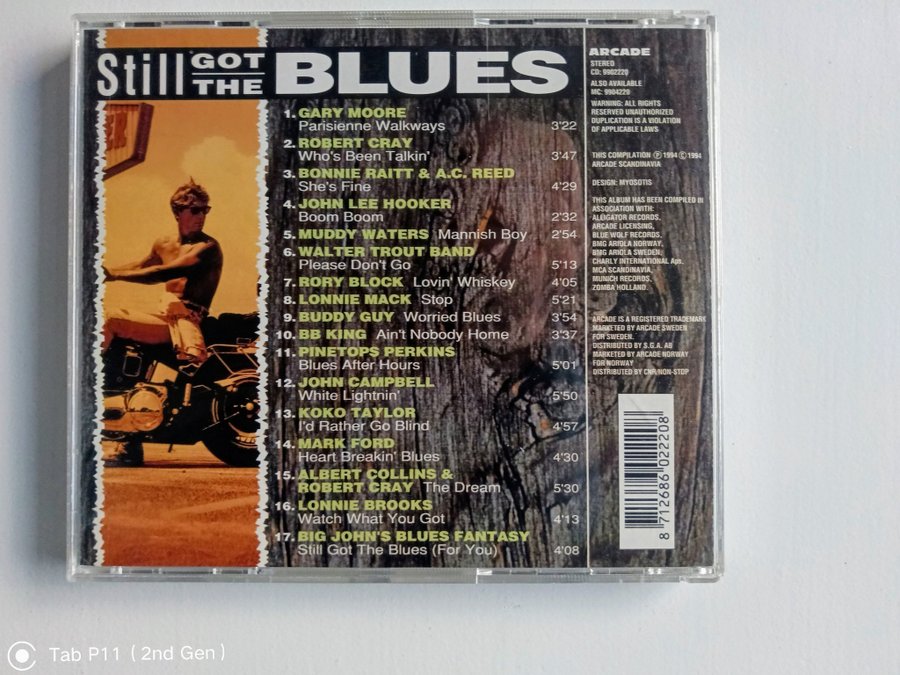 Still GOT THE BLUES
1. GARY MOORE
Parisienne Walkways 3'22
2. ROBERT CRAY
Who's Been Talkin' 3'47
3. BONNIE RAITT & A.C. REED
She's Fine 4'29
4. JOHN LEE HOOKER
Boom Boom 2'32
5. MUDDY WATERS Mannish Boy 2'54
6. WALTER TROUT BAND
Please Don't Go 5'13
7. RORY BLOCK Lovin' Whiskey 4'05
8. LONNIE MACK Stop 5'21
9. BUDDY GUY Worried Blues 3'54
10. BB KING Ain't Nobody Home 3'37
11. PINETOPS PERKINS
Blues After Hours 5'01
12. JOHN CAMPBELL
White Lightnin' 5'50
13. KOKO TAYLOR
I'd Rather Go Blind 4'57
14. MARK FORD
Heart Breakin' Blues 4'30
15. ALBERT COLLINS &
ROBERT CRAY The Dream 5'30
16. LONNIE BROOKS
Watch What You Got 4'13
17. BIG JOHN'S BLUES FANTASY
Still Got The Blues (For You) 4'08
ARCADE
STEREO
CD: 9902220
ALSO AVAILABLE
MC: 9904220
WARNING: ALL RIGHTS
RESERVED UNAUTHORIZED
DUPLICATION IS A VIOLATION
OF APPLICABLE LAWS
THIS COMPILATION ℗ 1994 © 1994
ARCADE SCANDINAVIA
DESIGN: MYOSOTIS
THIS ALBUM HAS BEEN COMPILED IN
ASSOCIATION WITH:
ALLIGATOR RECORDS,
ARCADE LICENSING,
BLUE WOLF RECORDS,
BMG ARIOLA NORWAY,
BMG ARIOLA SWEDEN,
CHARLY INTERNATIONAL Aps,
MCA SCANDINAVIA,
MUNICH RECORDS,
ZOMBA HOLLAND.
ARCADE IS A REGISTERED TRADEMARK
MARKETED BY ARCADE SWEDEN
FOR SWEDEN.
DISTRIBUTED BY S.G.A. AB
MARKETED BY ARCADE NORWAY
FOR NORWAY
DISTRIBUTED BY CNR/NON-STOP
8 712686 022208
Tab P11 (2nd Gen)